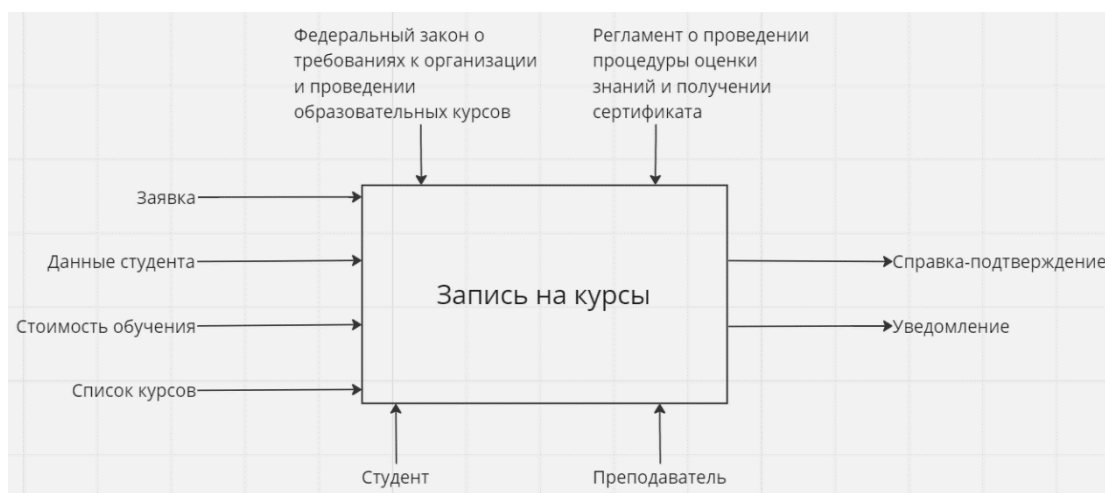 Федеральный закон о
требованиях к организации
и проведении
образовательных курсов
Регламент о проведении
процедуры оценки
знаний и получении
сертификата
Заявка
Данные студента
Стоимость обучения
Список курсов
Запись на курсы
Справка-подтверждение
Уведомление
Студент
Преподаватель